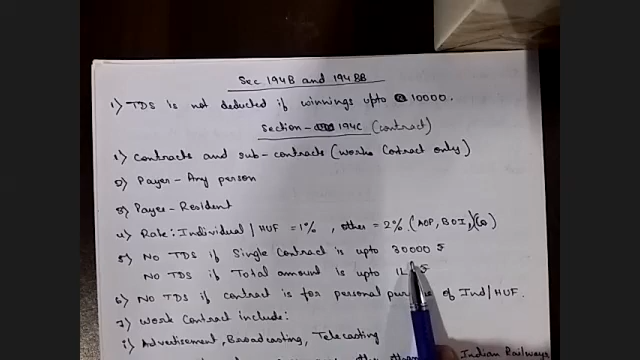 Sec 194B and 194BB
1) TDS is not deducted if winnings upto 10000.
Section - 194C (contract)
1) Contracts and sub-contracts (works Contract only)
2) Payer - Any person
3) Payee - Resident
4) Rate: Individual / HUF = 1% , other = 2% (AOP, BOI, Co)
5) No TDS if Single Contract is upto 30000
No TDS if Total amount is upto 1L
6) No TDS if contract is for personal of Ind/HUF.
7) Work Contract include:
i) Advertisement, Broadcasting, Telecasting
Indian Railways